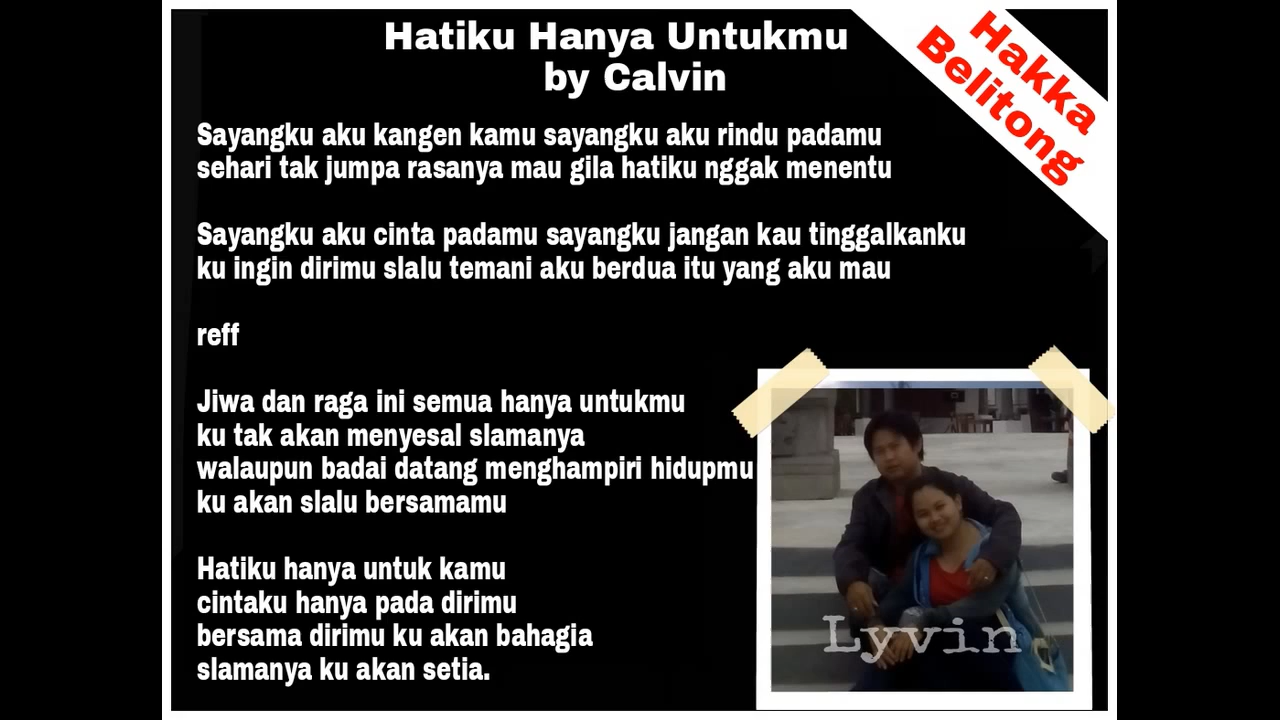 Hatiku Hanya Untukmu
by Calvin
Hakka
Belitong
Sayangku aku kangen kamu sayangku aku rindu padamu
sehari tak jumpa rasanya mau gila hatiku nggak menentu
Sayangku aku cinta padamu sayangku jangan kau tinggalkanku
ku ingin dirimu slalu temani aku berdua itu yang aku mau
reff
Jiwa dan raga ini semua hanya untukmu
ku tak akan menyesal slamanya
walaupun badai datang menghampiri hidupmu
ku akan slalu bersamamu
Hatiku hanya untuk kamu
cintaku hanya pada dirimu
bersama dirimu ku akan bahagia
slamanya ku akan setia.
Lyvin